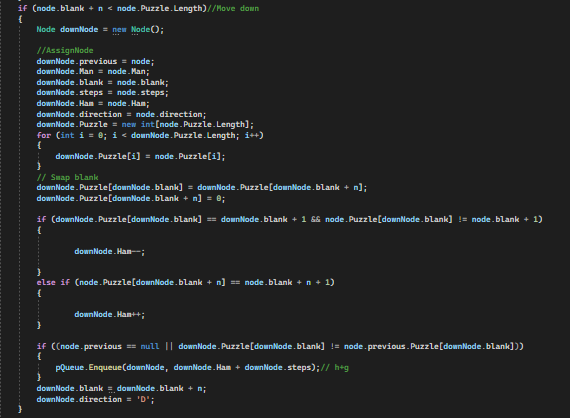 if (node.blank + n < node.Puzzle.Length)//Move down
{
Node downNode = new Node();
//AssignNode
downNode.previous = node;
downNode.Man = node.Man;
downNode.blank = node.blank;
downNode.steps = node.steps;
downNode.Ham = node.Ham;
downNode.direction = node.direction;
downNode.Puzzle = new int[node.Puzzle.Length];
for (int i = 0; i < downNode.Puzzle.Length; i++)
{
downNode.Puzzle[i] = node.Puzzle[i];
}
// Swap blank
downNode.Puzzle[downNode.blank] = downNode.Puzzle[downNode.blank + n];
downNode.Puzzle[downNode.blank + n] = 0;
if (downNode.Puzzle[downNode.blank] == downNode.blank + 1 && node.Puzzle[downNode.blank] != node.blank + 1)
{
downNode.Ham--;
}
else if (node.Puzzle[downNode.blank + n] == node.blank + n + 1)
{
downNode.Ham++;
}
if ((node.previous == null || downNode.Puzzle[downNode.blank] != node.previous.Puzzle[downNode.blank]))
{
pQueue.Enqueue(downNode, downNode.Ham + downNode.steps);// h+g
}
downNode.blank = downNode.blank + n;
downNode.direction = 'D';
}